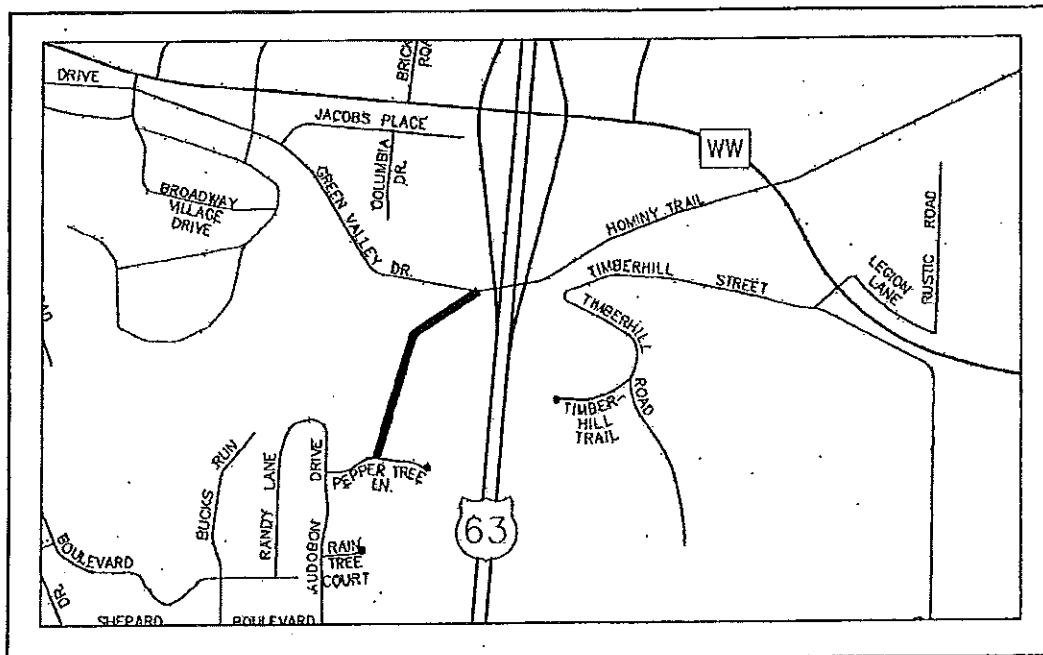 BRICK
ROA
DRIVE
JACOBS PLACE
COLUMBIA
DR.
WW
GREEN VALLEY DR.
BROADWAY
VILLAGE
DRIVE
HOMINY TRAIL
RUSTIC ROAD
LEGION
LANE
TIMBERHILL STREET
TIMBERHILL ROAD
TIMBER-
HILL
TRAIL
BUCKS RUN
RANDY LANE
AUDOBON DRIVE
PEPPER TREE
LN.
63
RAIN
TREE
COURT
BOULEVARD
DR.
SHEPARD BOULEVARD